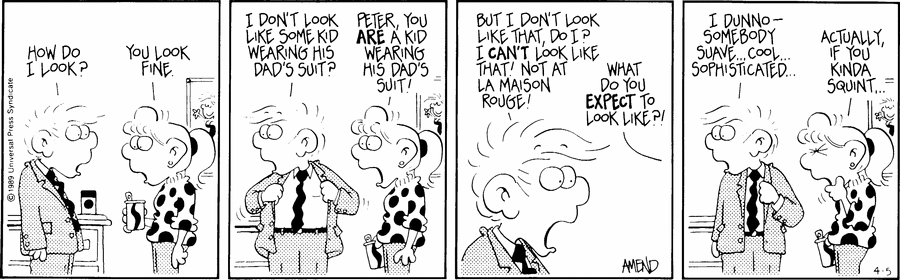 HOW DO
I LOOK?
YOU LOOK
FINE.
© 1989 Universal Press Syndicate
I DON'T LOOK
LIKE SOME KID
WEARING HIS
DAD'S SUIT?
PETER, YOU
ARE A KID
WEARING
HIS DAD'S
SUIT!
BUT I DON'T LOOK
LIKE THAT, DO I?
I CAN'T LOOK LIKE
THAT! NOT AT
LA MAISON
ROUGE!
WHAT
DO YOU
EXPECT TO
LOOK LIKE?!
AMEND
I DUNNO—
SOMEBODY
SUAVE... COOL...
SOPHISTICATED...
ACTUALLY,
IF YOU
KINDA
SQUINT...
4-5